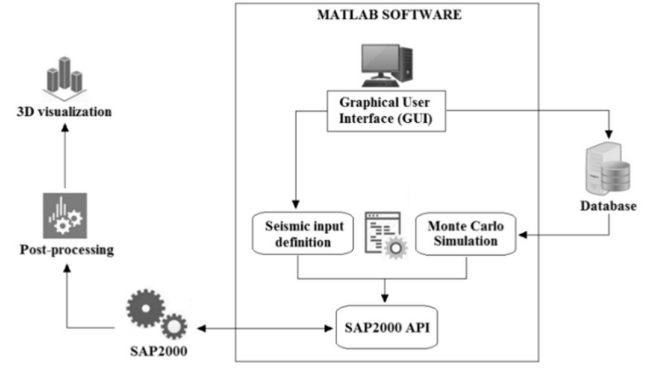 MATLAB SOFTWARE
Graphical User
Interface (GUI)
3D visualization
Database
Seismic input
definition
Monte Carlo
Simulation
Post-processing
SAP2000 API
SAP2000